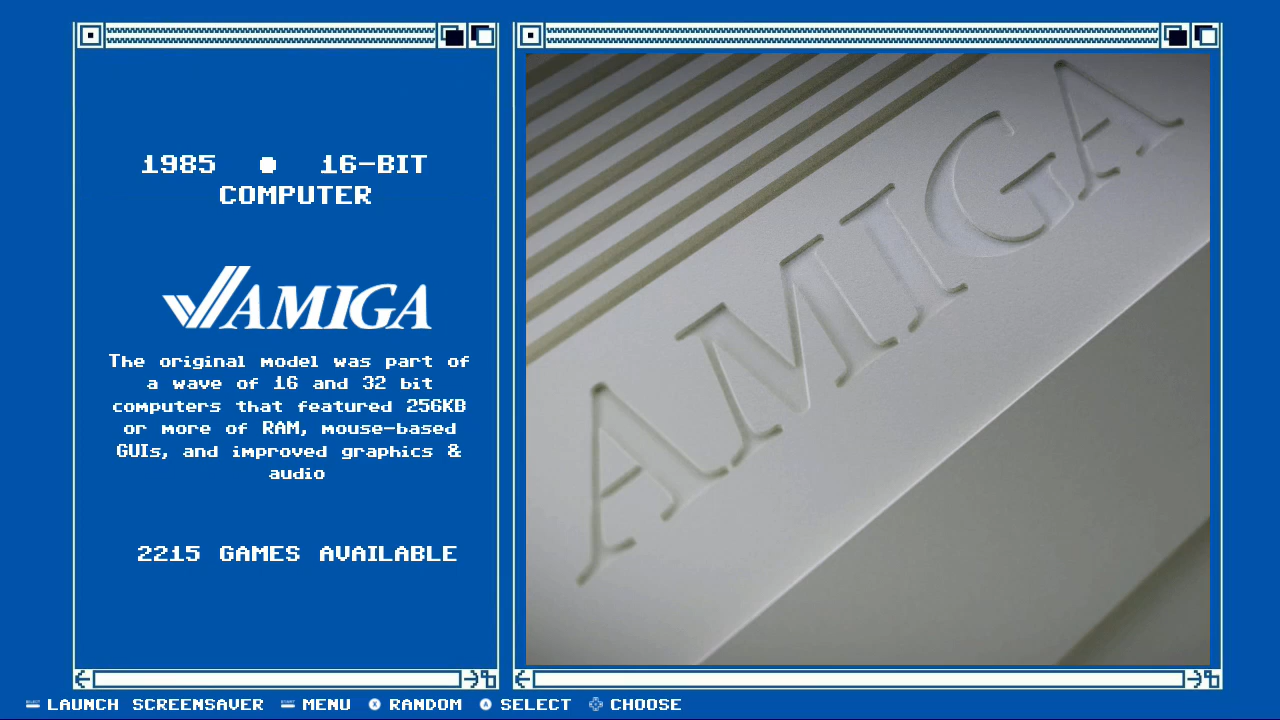 1985 ● 16-BIT
COMPUTER
AMIGA
The original model was part of
a wave of 16 and 32 bit
computers that featured 256KB
or more of RAM, mouse-based
GUIs, and improved graphics &
audio
2215 GAMES AVAILABLE
AMIGA
LAUNCH SCREENSAVER MENU X RANDOM A SELECT CHOOSE